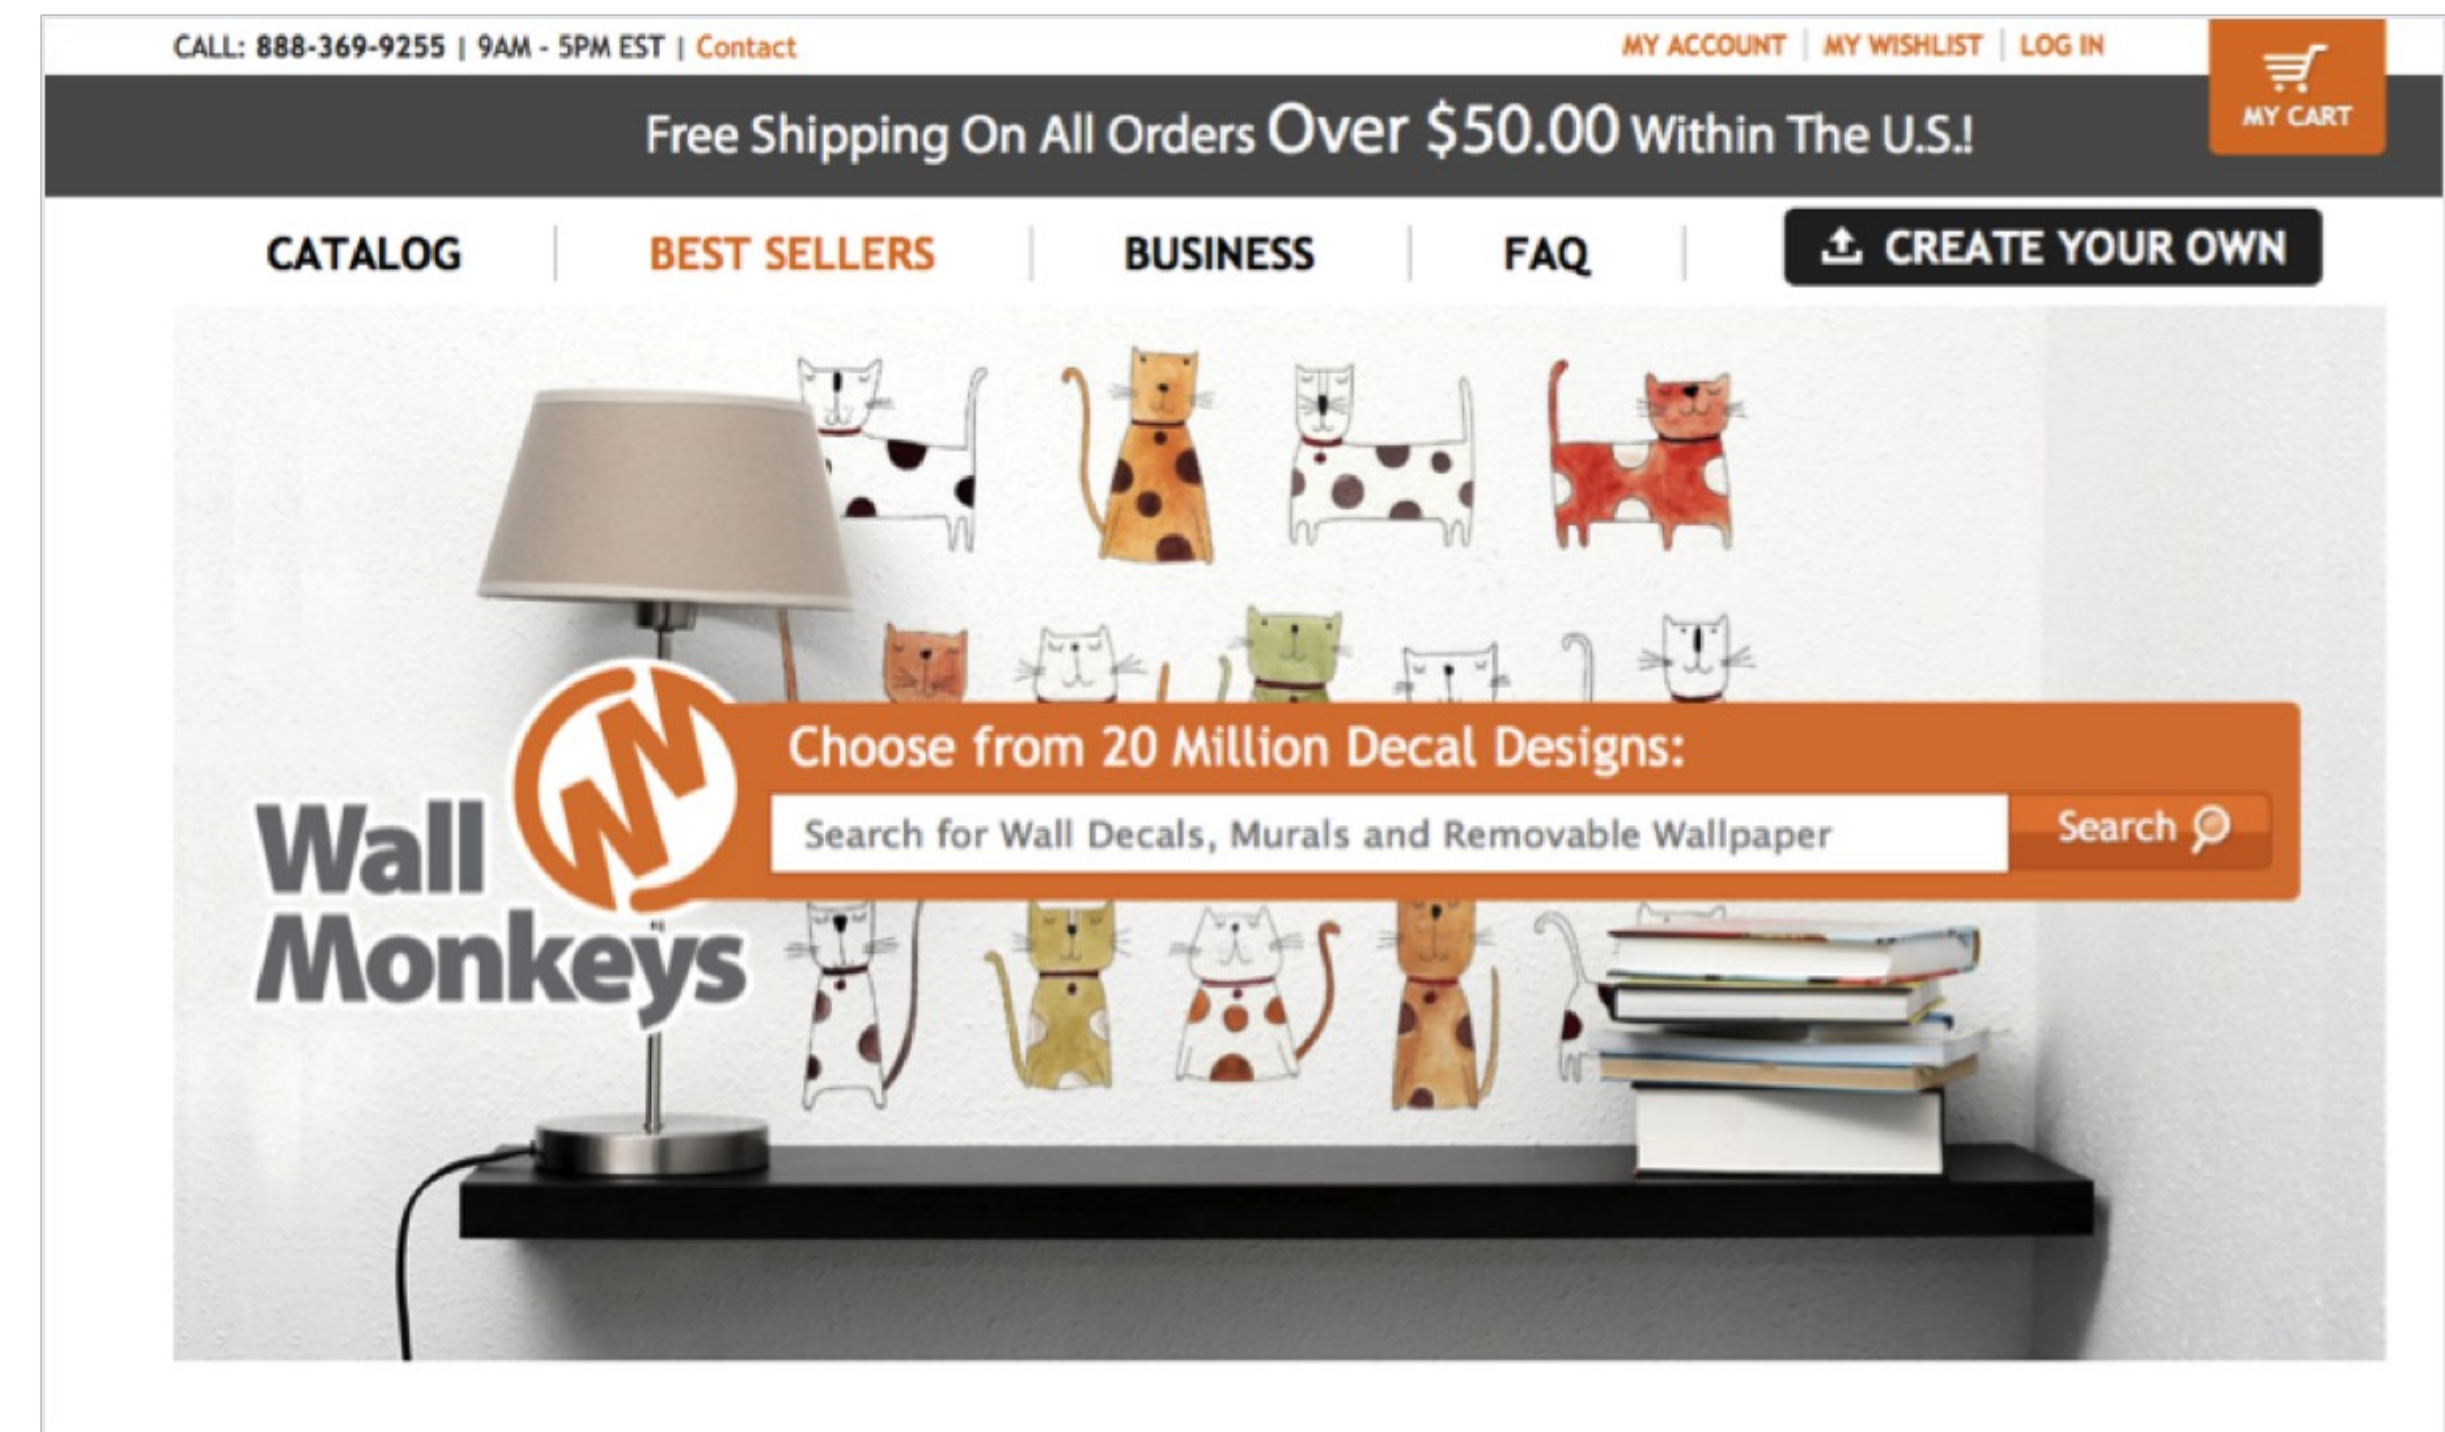 CALL: 888-369-9255 | 9AM - 5PM EST | Contact
MY ACCOUNT | MY WISHLIST | LOG IN
MY CART
Free Shipping On All Orders Over $50.00 Within The U.S.!
CATALOG | BEST SELLERS | BUSINESS | FAQ | CREATE YOUR OWN
Choose from 20 Million Decal Designs:
Search for Wall Decals, Murals and Removable Wallpaper
Search
Wall
Monkeys